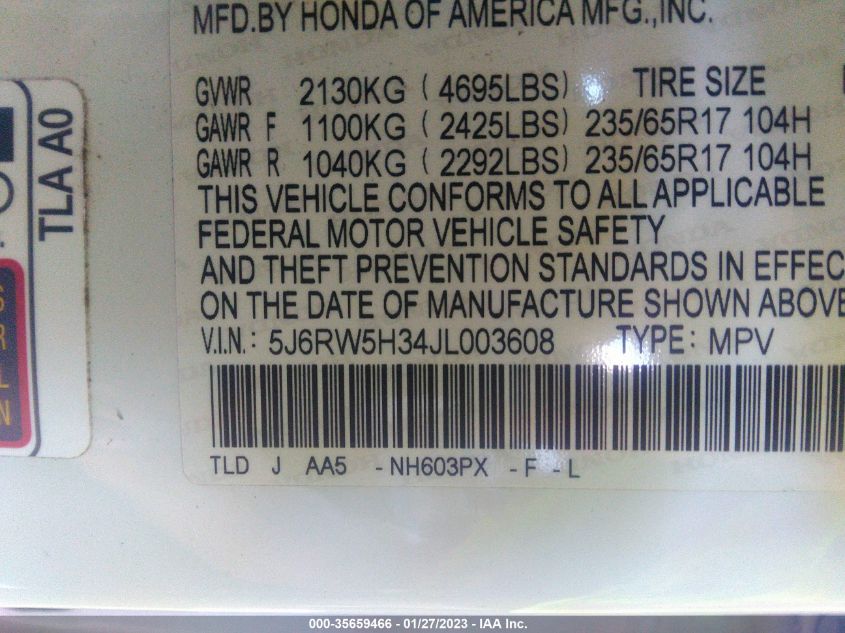 MFD.BY HONDA OF AMERICA MFG.,INC.
GVWR 2130KG ( 4695LBS) TIRE SIZE
GAWR F 1100KG ( 2425LBS) 235/65R17 104H
GAWR R 1040KG ( 2292LBS) 235/65R17 104H
THIS VEHICLE CONFORMS TO ALL APPLICABLE
FEDERAL MOTOR VEHICLE SAFETY
AND THEFT PREVENTION STANDARDS IN EFFEC
ON THE DATE OF MANUFACTURE SHOWN ABOVE
V.I.N.: 5J6RW5H34JL003608 TYPE: MPV
TLD J AA5 - NH603PX - F - L
TLA A0
000-35659466 - 01/27/2023 - IAA Inc.